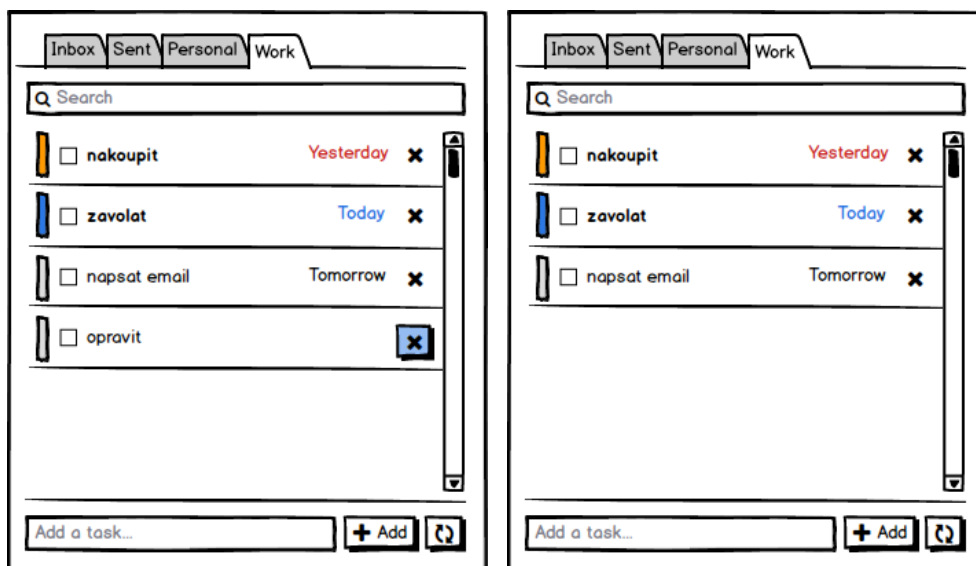 Inbox Sent Personal Work
Search
nakoupit Yesterday
zavolat Today
napsat email Tomorrow
opravit
Add a task... Add
Inbox Sent Personal Work
Search
nakoupit Yesterday
zavolat Today
napsat email Tomorrow
Add a task... Add